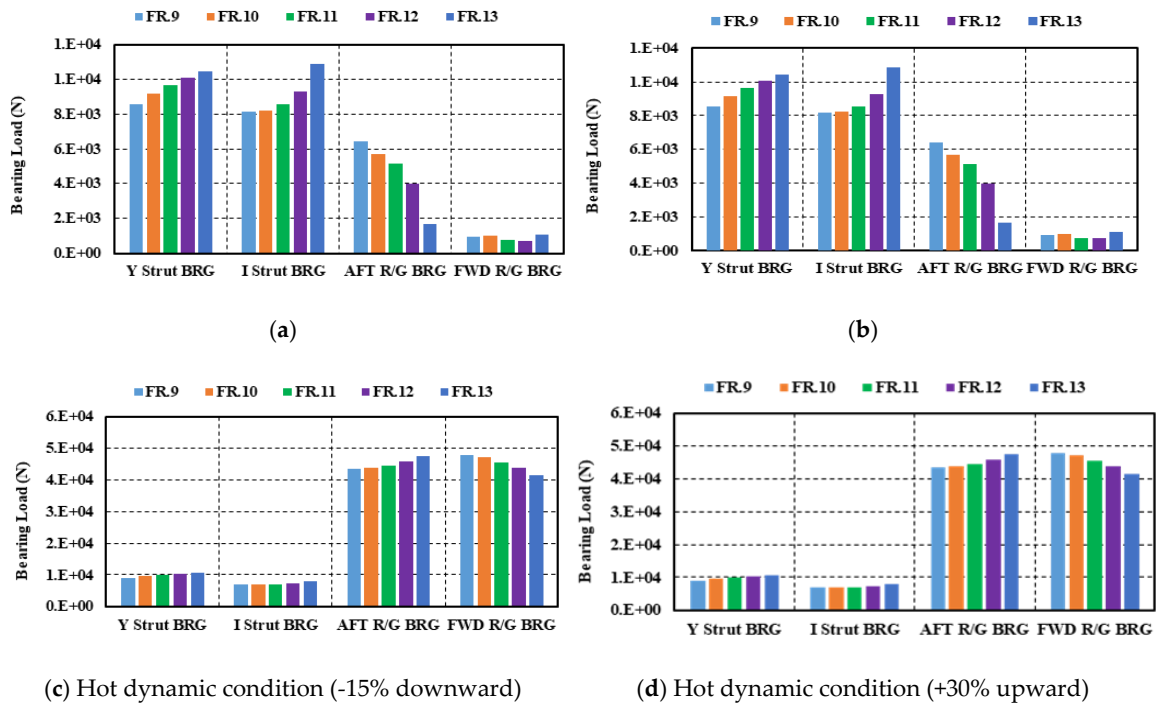 FR.9 FR.10 FR.11 FR.12 FR.13
Bearing Load (N)
1.E+04
1.E+04
8.E+03
6.E+03
4.E+03
2.E+03
0.E+00
Y Strut BRG I Strut BRG AFT R/G BRG FWD R/G BRG
(a)
FR.9 FR.10 FR.11 FR.12 FR.13
Bearing Load (N)
1.E+04
1.E+04
8.E+03
6.E+03
4.E+03
2.E+03
0.E+00
Y Strut BRG I Strut BRG AFT R/G BRG FWD R/G BRG
(b)
FR.9 FR.10 FR.11 FR.12 FR.13
Bearing Load (N)
6.E+04
5.E+04
4.E+04
3.E+04
2.E+04
1.E+04
0.E+00
Y Strut BRG I Strut BRG AFT R/G BRG FWD R/G BRG
(c) Hot dynamic condition (-15% downward)
FR.9 FR.10 FR.11 FR.12 FR.13
Bearing Load (N)
6.E+04
5.E+04
4.E+04
3.E+04
2.E+04
1.E+04
0.E+00
Y Strut BRG I Strut BRG AFT R/G BRG FWD R/G BRG
(d) Hot dynamic condition (+30% upward)